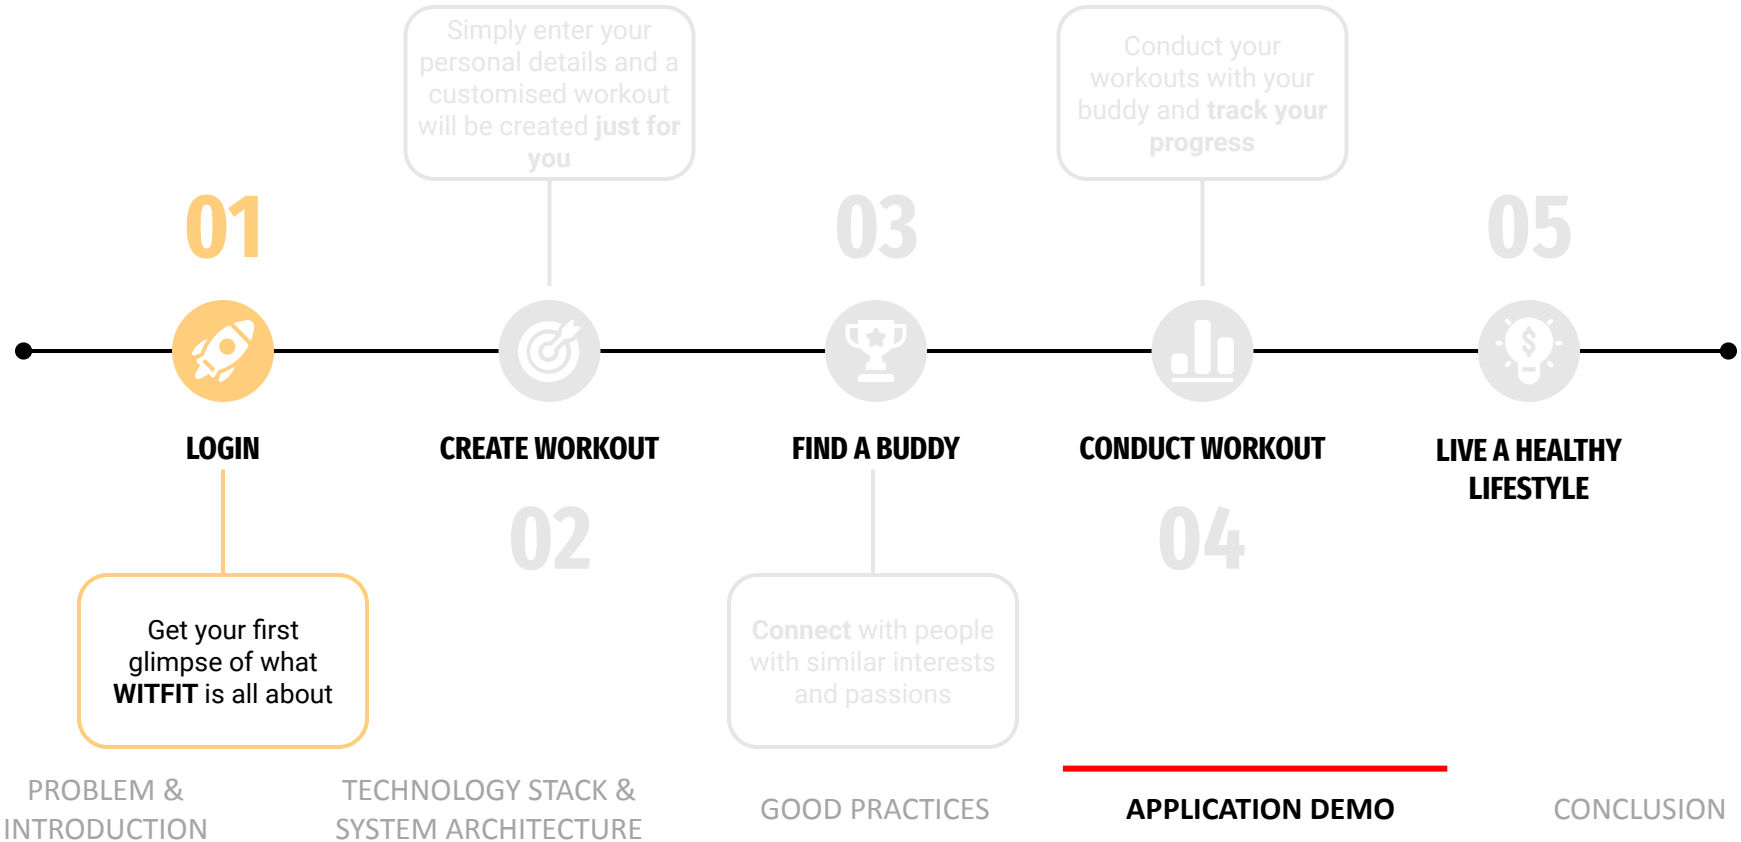 Simply enter your
personal details and a
customised workout
will be created just for
you
Conduct your
workouts with your
buddy and track your
progress
01
03
05
LOGIN
CREATE WORKOUT
FIND A BUDDY
CONDUCT WORKOUT
LIVE A HEALTHY
LIFESTYLE
02
04
Get your first
glimpse of what
WITFIT is all about
Connect with people
with similar interests
and passions
PROBLEM &
INTRODUCTION
TECHNOLOGY STACK &
SYSTEM ARCHITECTURE
GOOD PRACTICES
APPLICATION DEMO
CONCLUSION